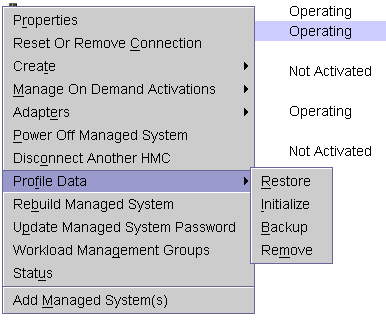 Operating
Properties
Operating
Reset Or Remove Connection
Create
Not Activated
Manage On Demand Activations
Adapters
Operating
Power Off Managed System
Disconnect Another HMC
Not Activated
Profile Data
Restore
Rebuild Managed System
Initialize
Update Managed System Password
Backup
Workload Management Groups
Remove
Status
Add Managed System(s)